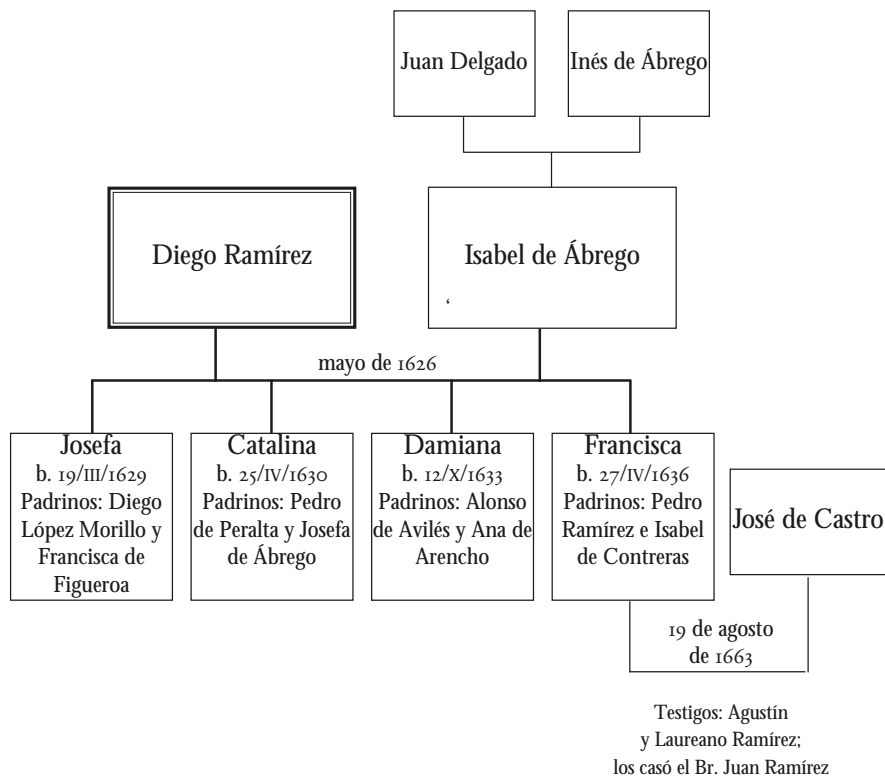 Juan Delgado
Inés de Ábrego
Diego Ramírez
Isabel de Ábrego
mayo de 1626
Josefa
b. 19/III/1629
Padrinos: Diego
López Morillo y
Francisca de
Figueroa
Catalina
b. 25/IV/1630
Padrinos: Pedro
de Peralta y Josefa
de Ábrego
Damiana
b. 12/X/1633
Padrinos: Alonso
de Avilés y Ana de
Arencho
Francisca
b. 27/IV/1636
Padrinos: Pedro
Ramírez e Isabel
de Contreras
José de Castro
19 de agosto
de 1663
Testigos: Agustín
y Laureano Ramírez;
los casó el Br. Juan Ramírez